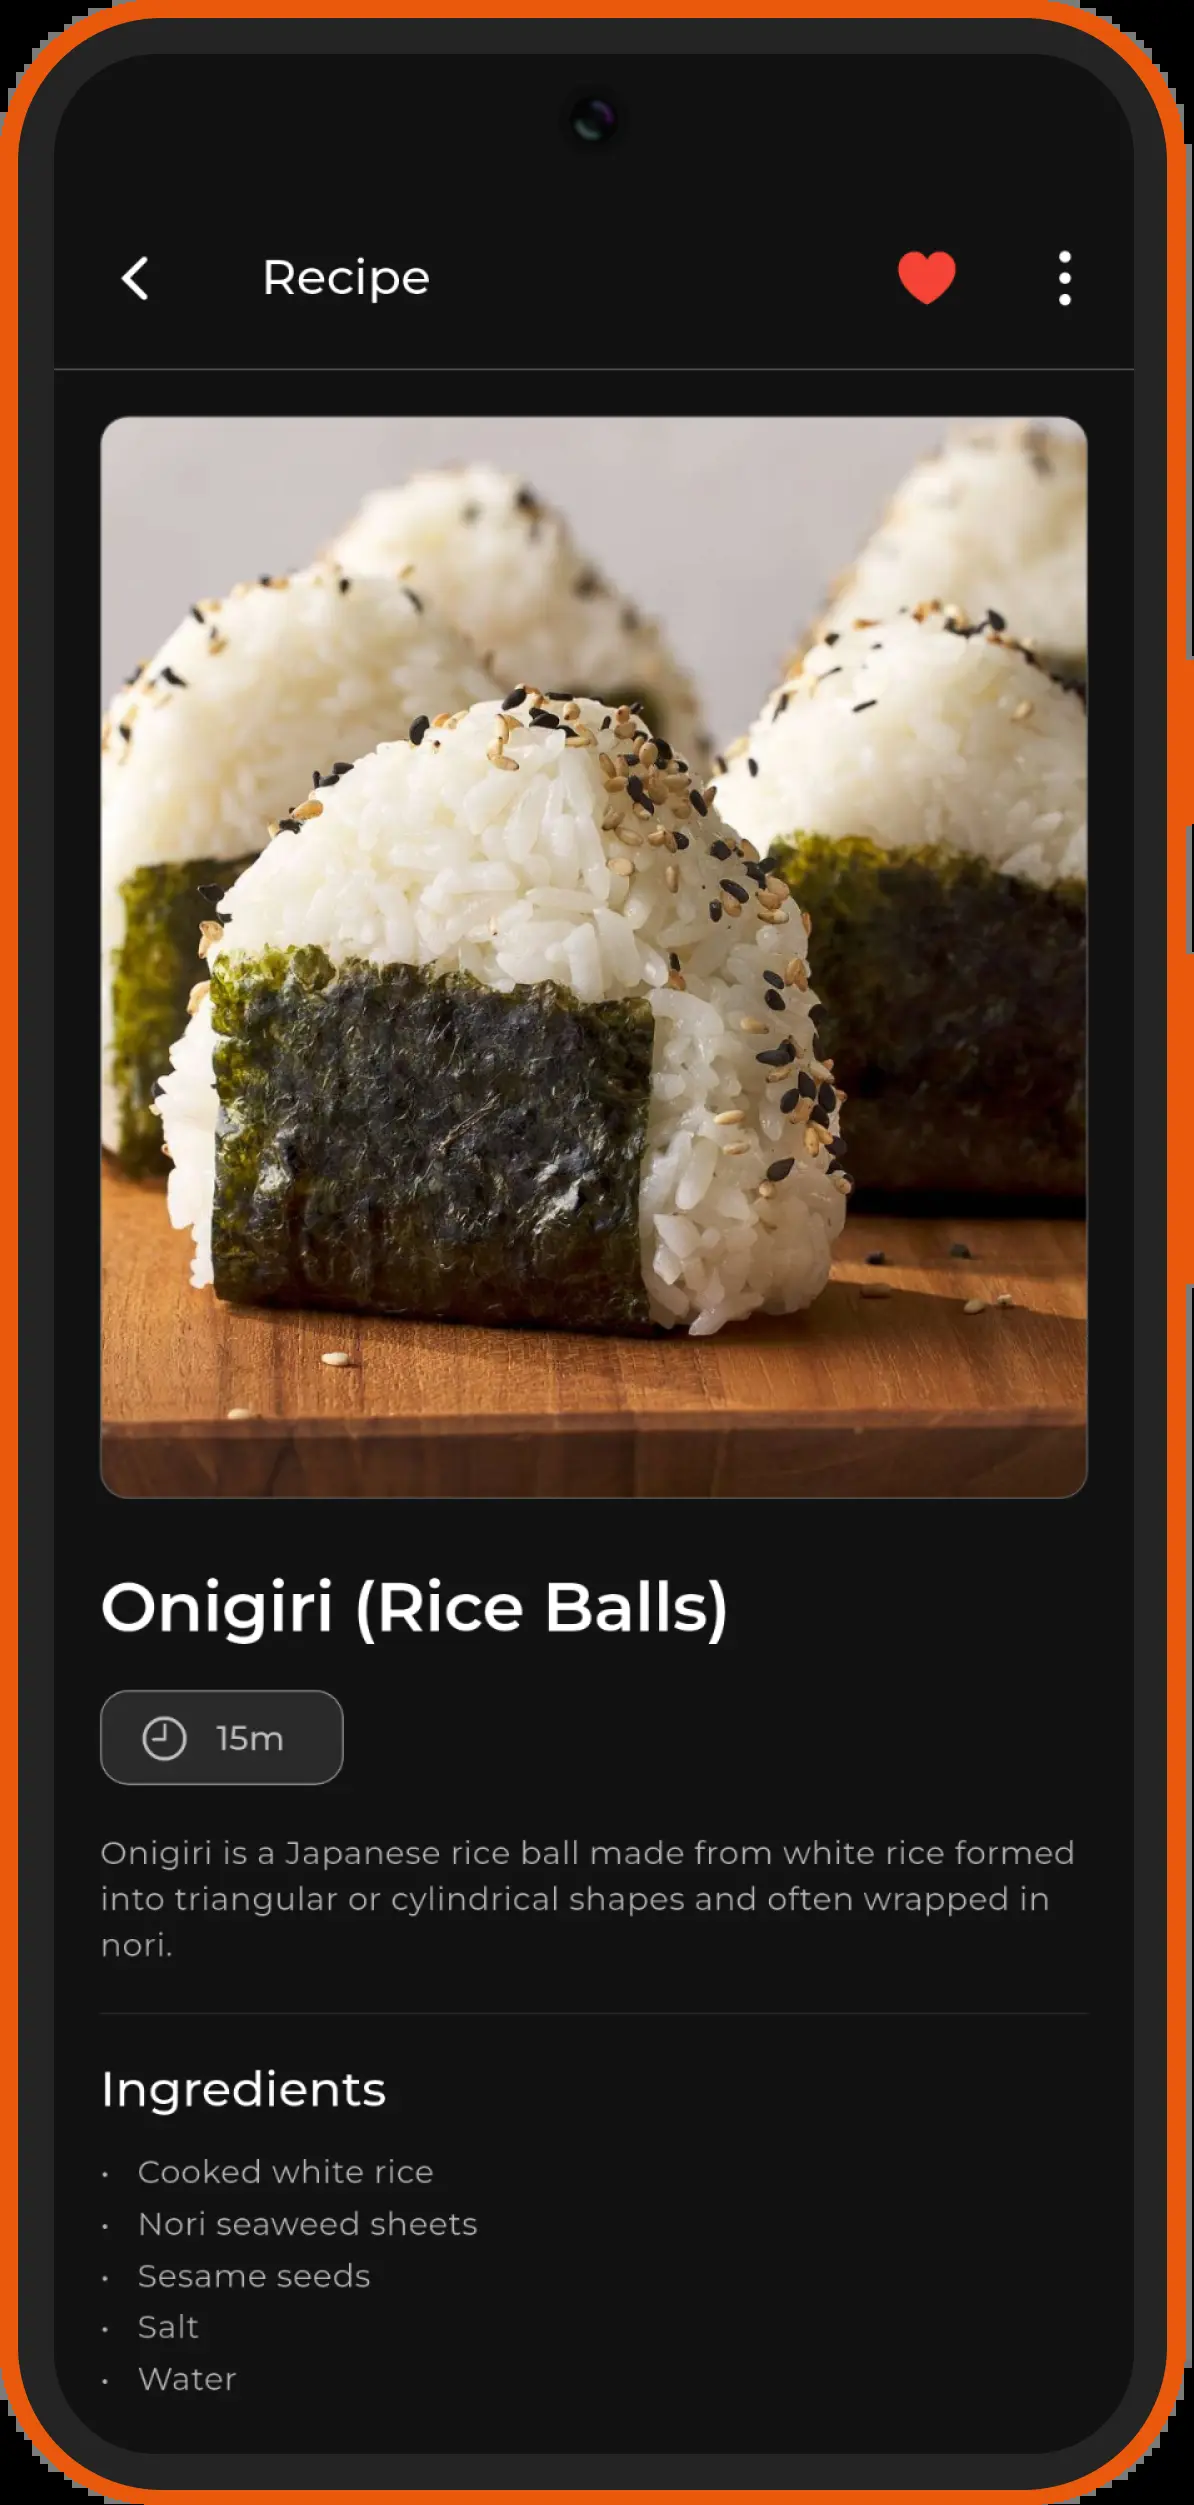 Recipe
Onigiri (Rice Balls)
15m
Onigiri is a Japanese rice ball made from white rice formed
into triangular or cylindrical shapes and often wrapped in
nori.
Ingredients
• Cooked white rice
• Nori seaweed sheets
• Sesame seeds
• Salt
• Water